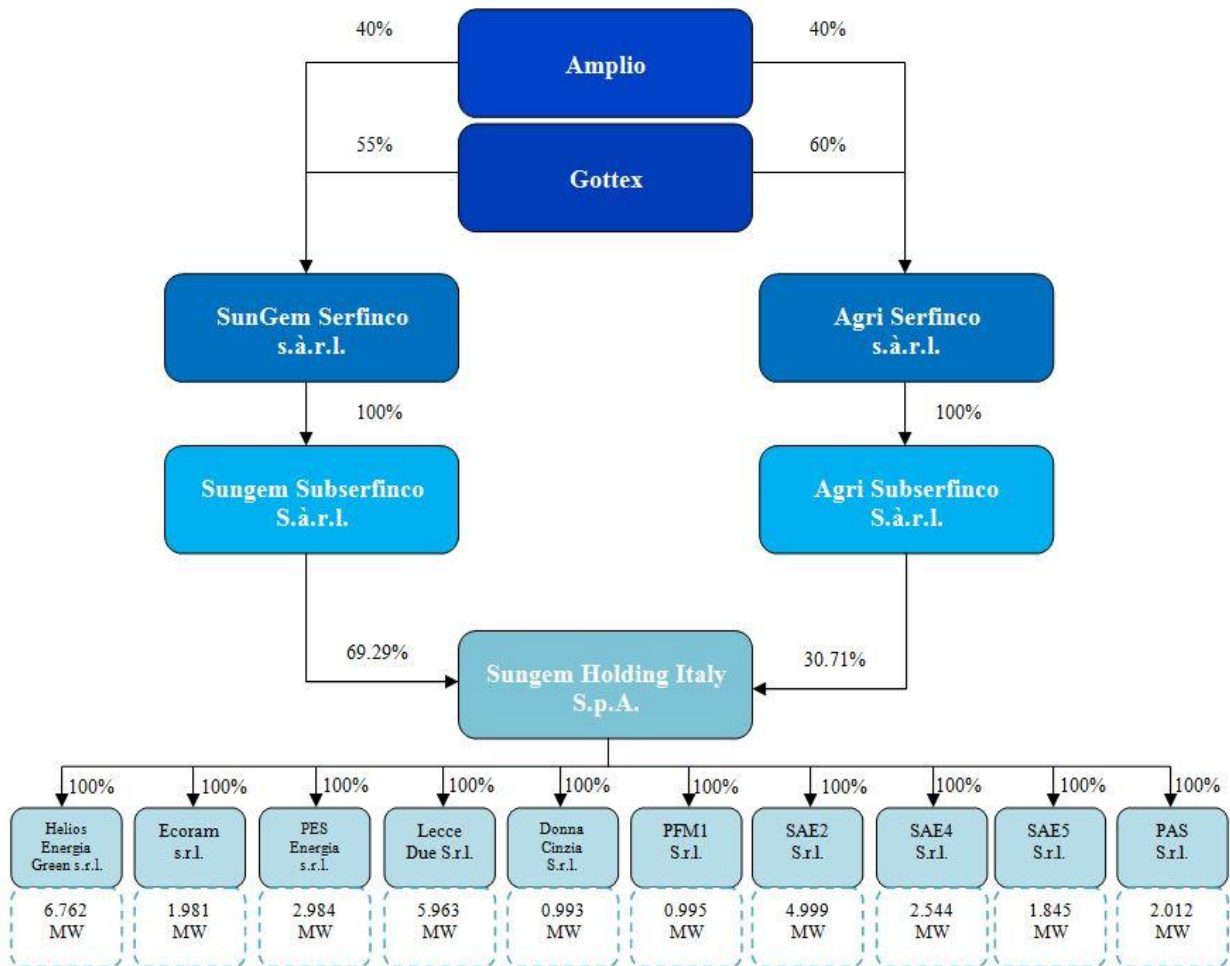 40%
Amplio
40%
55%
Gottex
60%
SunGem Serfinco
s.à.r.l.
Agri Serfinco
s.à.r.l.
100%
100%
Sungem Subserfinco
S.à.r.l.
Agri Subserfinco
S.à.r.l.
69.29%
30.71%
Sungem Holding Italy
S.p.A.
100%
100%
100%
100%
100%
100%
100%
100%
100%
100%
Helios
Energia
Green s.r.l.
Ecoram
s.r.l.
PES
Energia
s.r.l.
Lecce
Due S.r.l.
Donna
Cinzia
S.r.l.
PFM1
S.r.l.
SAE2
S.r.l.
SAE4
S.r.l.
SAE5
S.r.l.
PAS
S.r.l.
6.762
MW
1.981
MW
2.984
MW
5.963
MW
0.993
MW
0.995
MW
4.999
MW
2.544
MW
1.845
MW
2.012
MW